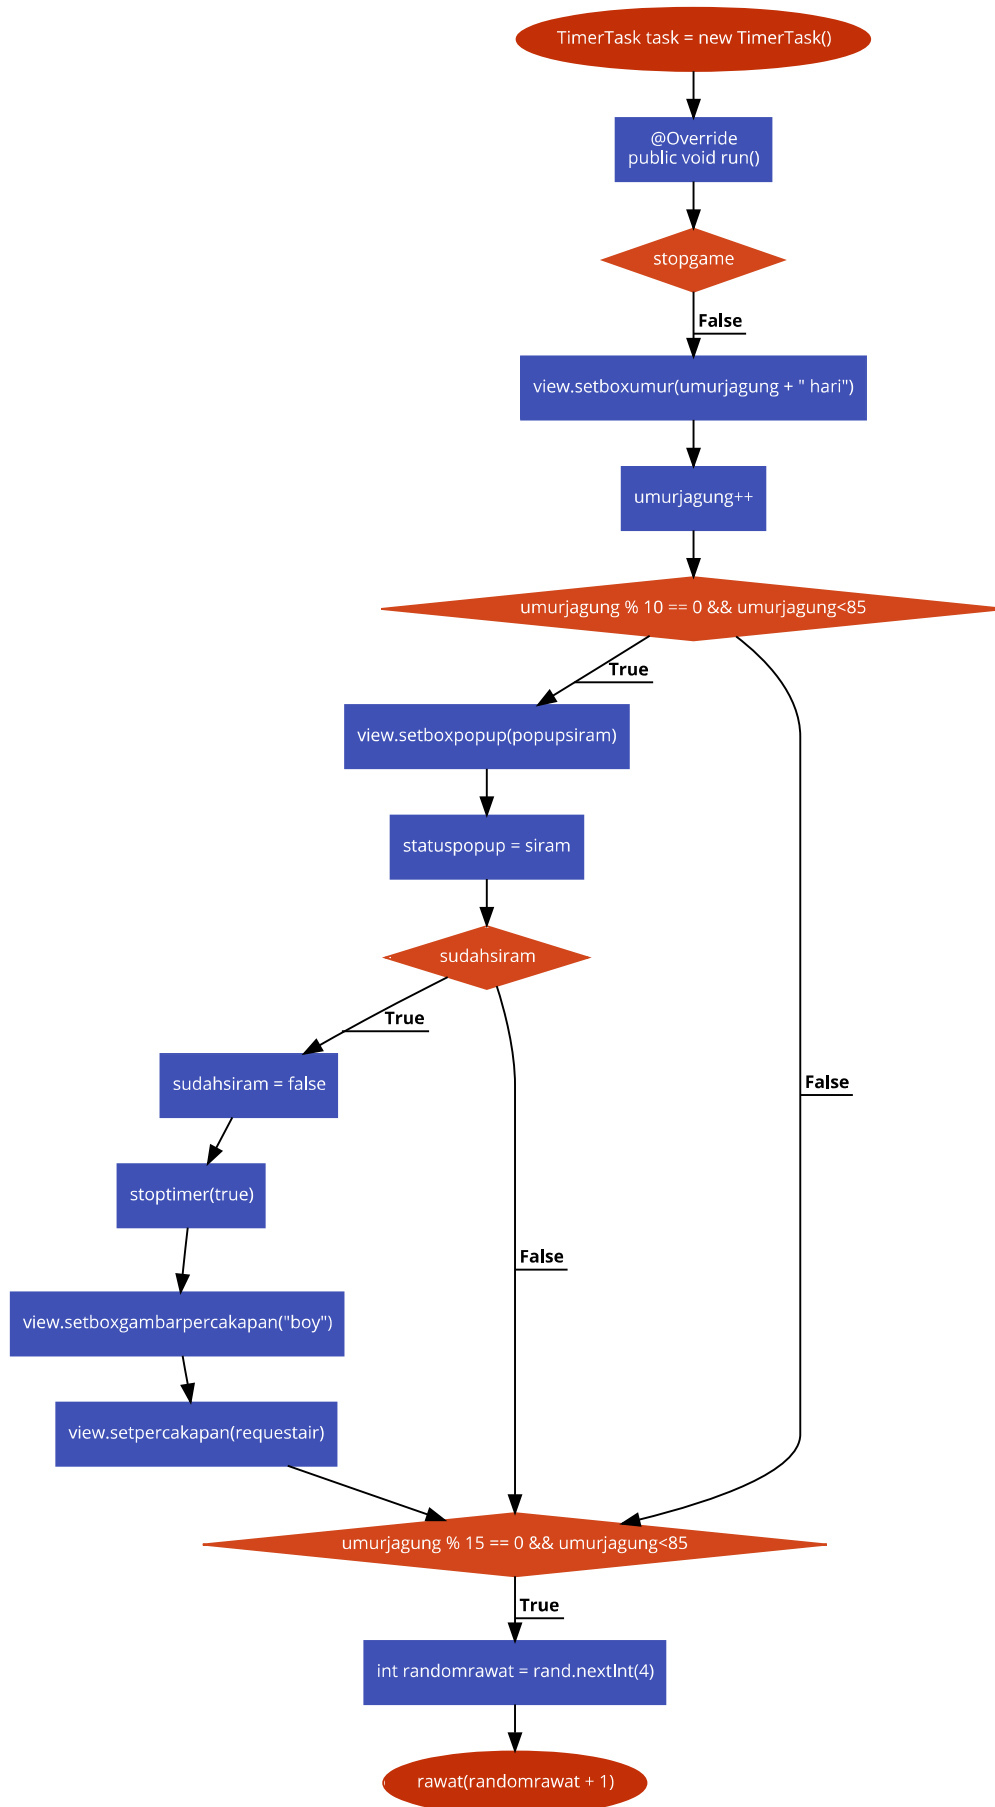 TimerTask task = new TimerTask()
@Override
public void run()
stopgame
False
view.setboxumur(umurjagung + " hari")
umurjagung++
umurjagung % 10 == 0 && umurjagung<85
True
view.setboxpopup(popupsiram)
statuspopup = siram
sudahsiram
True
sudahsiram = false
False
stoptimer(true)
False
view.setboxgambarpercakapan("boy")
view.setpercakapan(requestair)
umurjagung % 15 == 0 && umurjagung<85
True
int randomrawat = rand.nextInt(4)
rawat(randomrawat + 1)